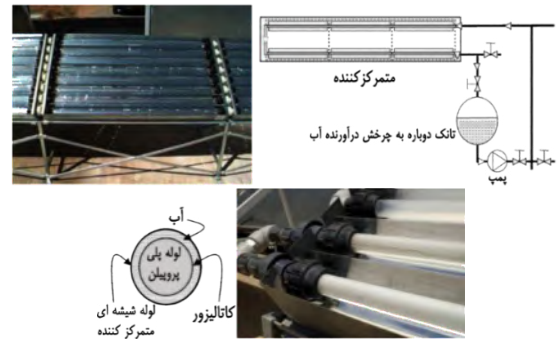 متمرکزکننده
تانک دوباره به چرخش درآورنده آب
پمپ
آب
لوله پلی
پروپیلن
لوله شیشه ای
متمرکز کننده
کاتالیزور